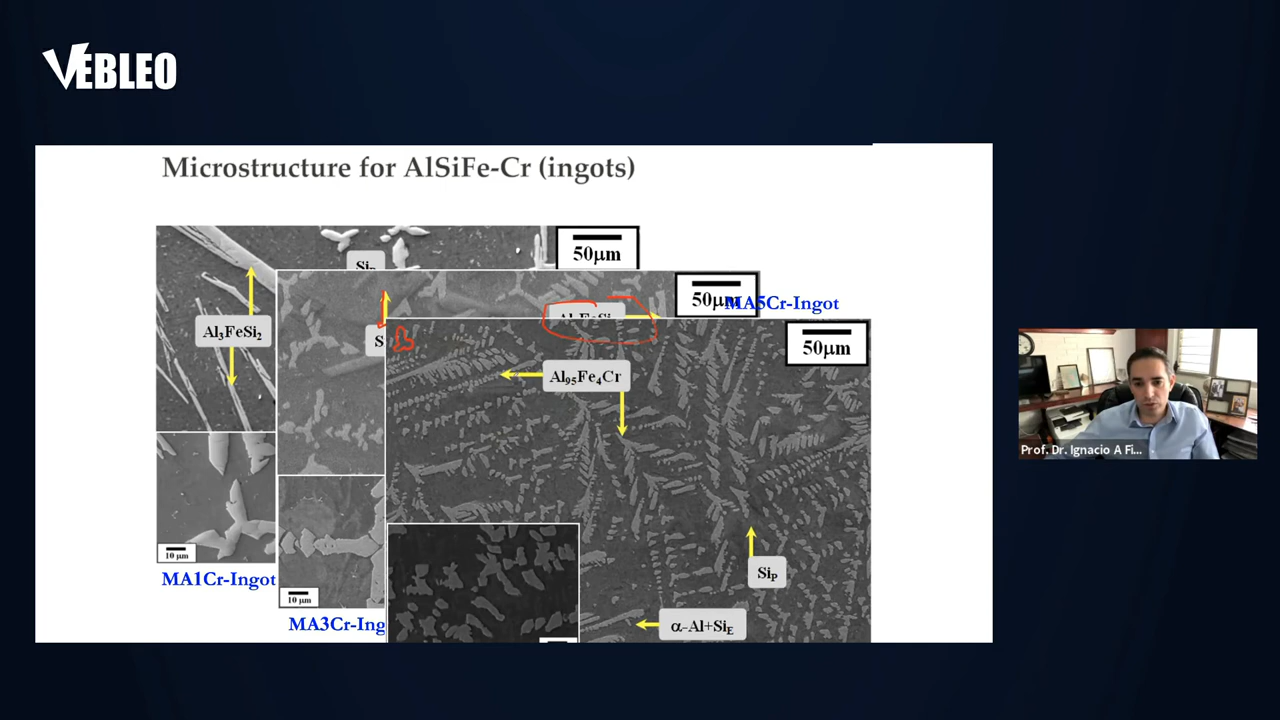 VEBLEO
Microstructure for AlSiFe-Cr (ingots)
50μm
50μm
MA5Cr-Ingot
Al₃FeSi₂
50μm
Al₉₅Fe₄Cr
10 μm
MA1Cr-Ingot
Siₚ
10 μm
MA3Cr-Ing
α-Al+Siᴇ
Prof. Dr. Ignacio A Fi...